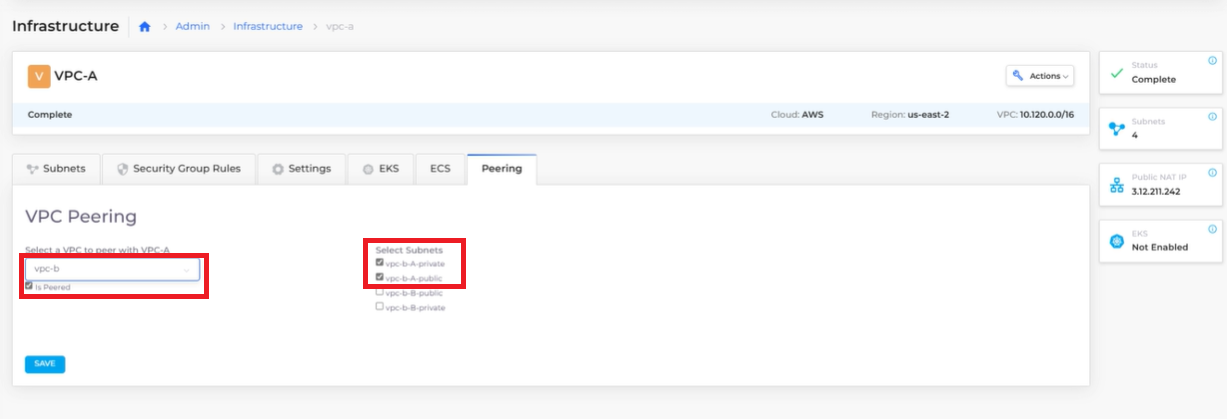 Infrastructure > Admin > Infrastructure > vpc-a
V VPC-A
Actions
Complete Cloud: AWS Region: us-east-2 VPC: 10.120.0.0/16
Subnets Security Group Rules Settings EKS ECS Peering
VPC Peering
Select a VPC to peer with VPC-A
vpc-b
Is Peered
Select Subnets
vpc-b-A-private
vpc-b-A-public
vpc-b-B-public
vpc-b-B-private
SAVE
Status
Complete
Subnets
4
Public NAT IP
3.12.211.242
EKS
Not Enabled